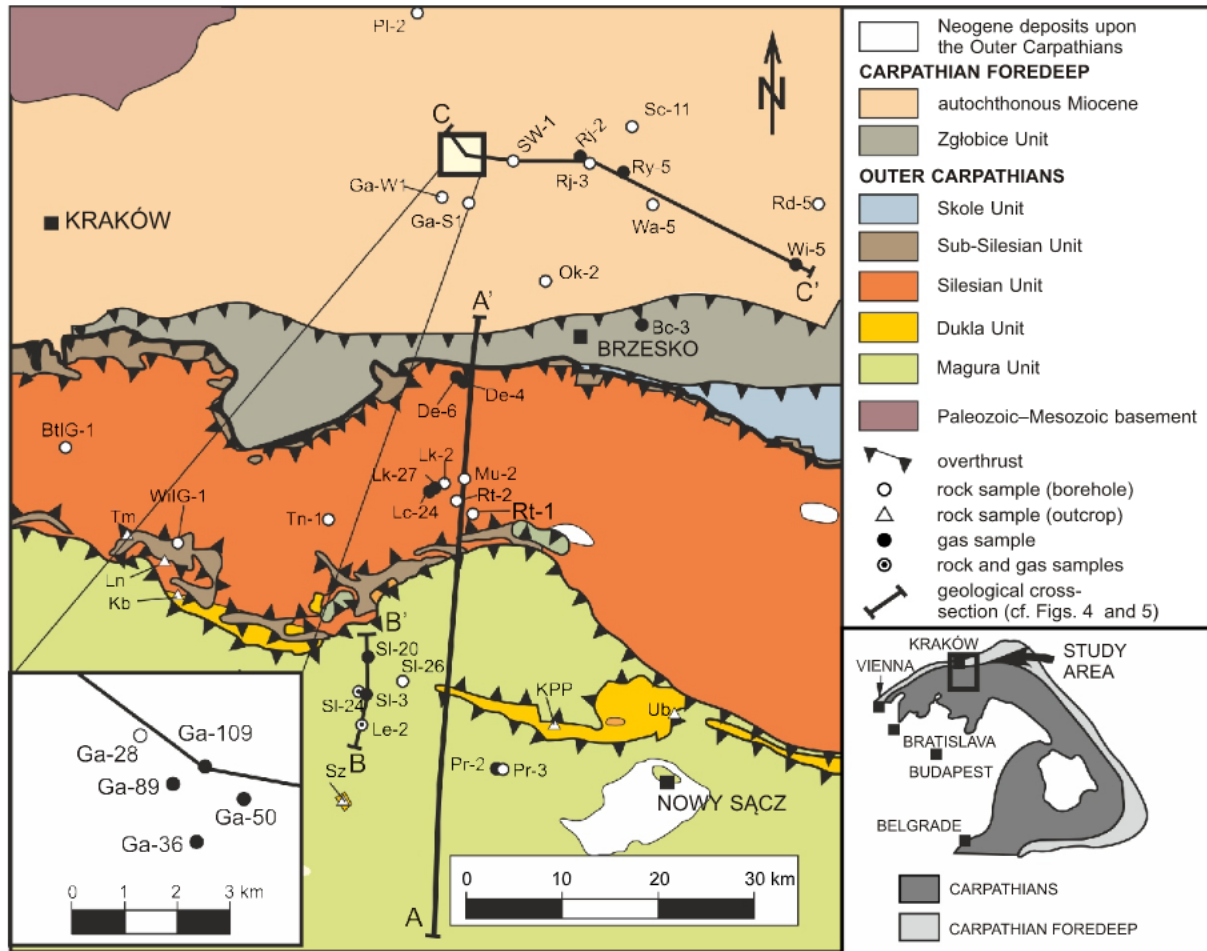 Pl-2
N
C
SW-1
Rj-2
Sc-11
Rj-3
Ry-5
Ga-W1
Ga-S1
Wa-5
Rd-5
KRAKÓW
Wi-5
C'
Ok-2
A'
Bc-3
BRZESKO
De-6
De-4
BtIG-1
Lk-2
Lk-27
Mu-2
Lc-24
Rt-2
Rt-1
Tn-1
WiIG-1
Tm
Ln
Kb
B'
Sl-20
Sl-26
Sl-24
Sl-3
KPP
Ub
Le-2
B
Sz
Pr-2
Pr-3
NOWY SĄCZ
A
0 10 20 30 km
Ga-28
Ga-109
Ga-89
Ga-50
Ga-36
0 1 2 3 km
Neogene deposits upon
the Outer Carpathians
CARPATHIAN FOREDEEP
autochthonous Miocene
Zgłobice Unit
OUTER CARPATHIANS
Skole Unit
Sub-Silesian Unit
Silesian Unit
Dukla Unit
Magura Unit
Paleozoic–Mesozoic basement
overthrust
rock sample (borehole)
rock sample (outcrop)
gas sample
rock and gas samples
geological cross-
section (cf. Figs. 4 and 5)
KRAKÓW
VIENNA
STUDY
AREA
BRATISLAVA
BUDAPEST
BELGRADE
CARPATHIANS
CARPATHIAN FOREDEEP